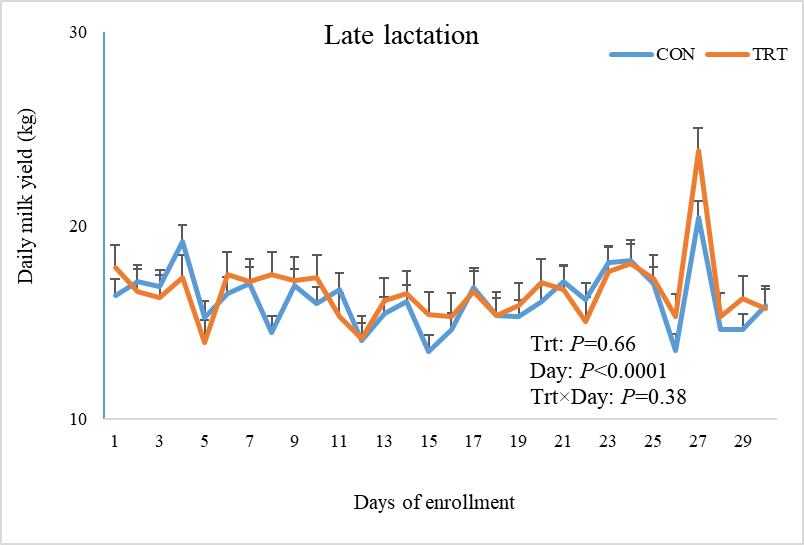 Late lactation
CON TRT
Daily milk yield (kg)
30
20
10
Trt: P=0.66
Day: P<0.0001
Trt×Day: P=0.38
1 3 5 7 9 11 13 15 17 19 21 23 25 27 29
Days of enrollment